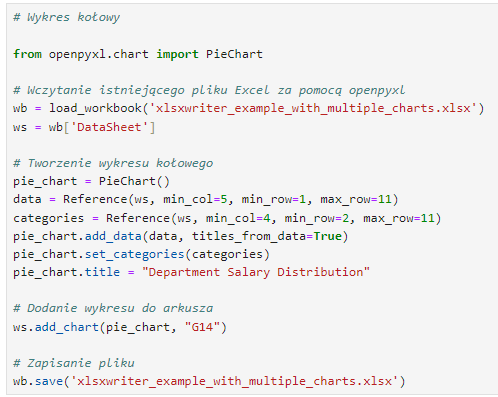 # Wykres kołowy
from openpyxl.chart import PieChart
# Wczytanie istniejącego pliku Excel za pomocą openpyxl
wb = load_workbook('xlsxwriter_example_with_multiple_charts.xlsx')
ws = wb['DataSheet']
# Tworzenie wykresu kołowego
pie_chart = PieChart()
data = Reference(ws, min_col=5, min_row=1, max_row=11)
categories = Reference(ws, min_col=4, min_row=2, max_row=11)
pie_chart.add_data(data, titles_from_data=True)
pie_chart.set_categories(categories)
pie_chart.title = "Department Salary Distribution"
# Dodanie wykresu do arkusza
ws.add_chart(pie_chart, "G14")
# Zapisanie pliku
wb.save('xlsxwriter_example_with_multiple_charts.xlsx')